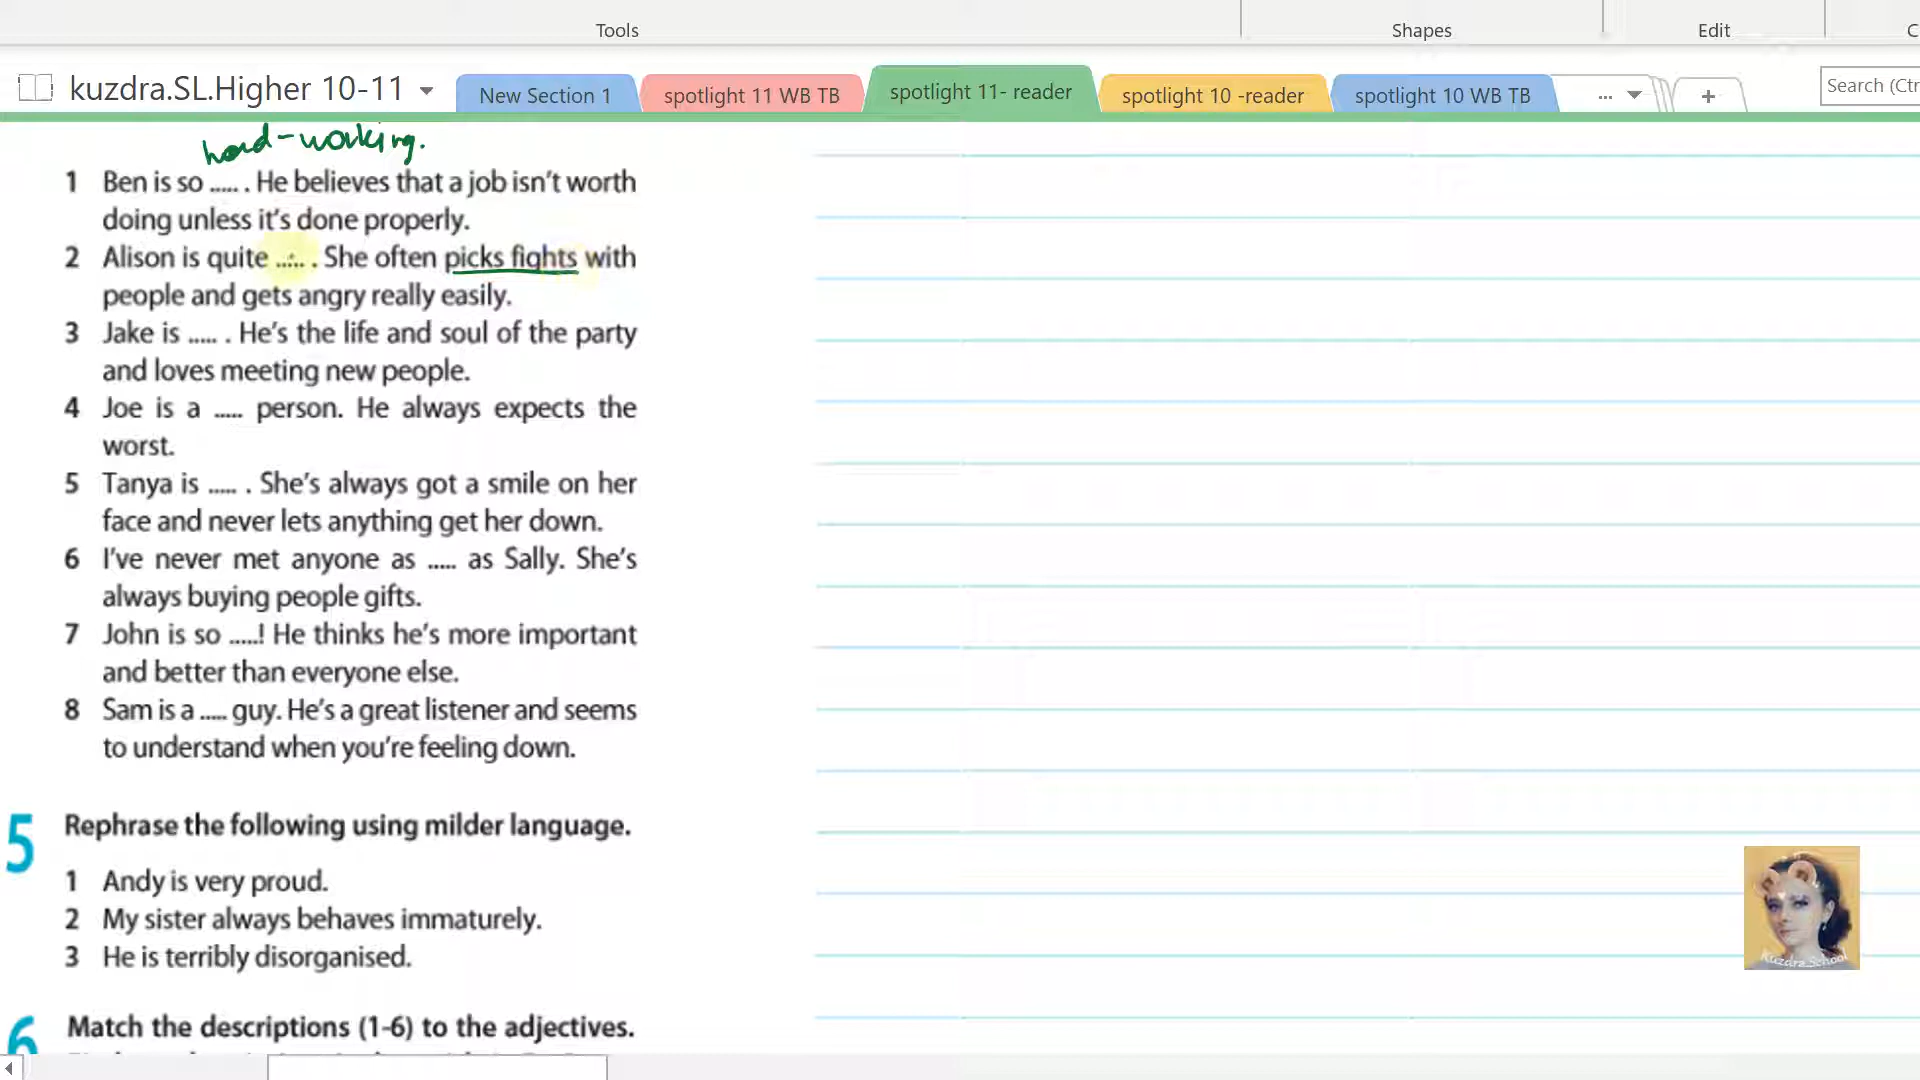 Tools Shapes Edit C
kuzdra.SL.Higher 10-11 New Section 1 spotlight 11 WB TB spotlight 11- reader spotlight 10 -reader spotlight 10 WB TB ... + Search (Ctr
hard-working.
1 Ben is so ..... . He believes that a job isn't worth
doing unless it's done properly.
2 Alison is quite ..... . She often picks fights with
people and gets angry really easily.
3 Jake is ..... . He's the life and soul of the party
and loves meeting new people.
4 Joe is a ..... person. He always expects the
worst.
5 Tanya is ..... . She's always got a smile on her
face and never lets anything get her down.
6 I've never met anyone as ..... as Sally. She's
always buying people gifts.
7 John is so .....! He thinks he's more important
and better than everyone else.
8 Sam is a ..... guy. He's a great listener and seems
to understand when you're feeling down.
5 Rephrase the following using milder language.
1 Andy is very proud.
2 My sister always behaves immaturely.
3 He is terribly disorganised.
Kuzdra.School
6 Match the descriptions (1-6) to the adjectives.